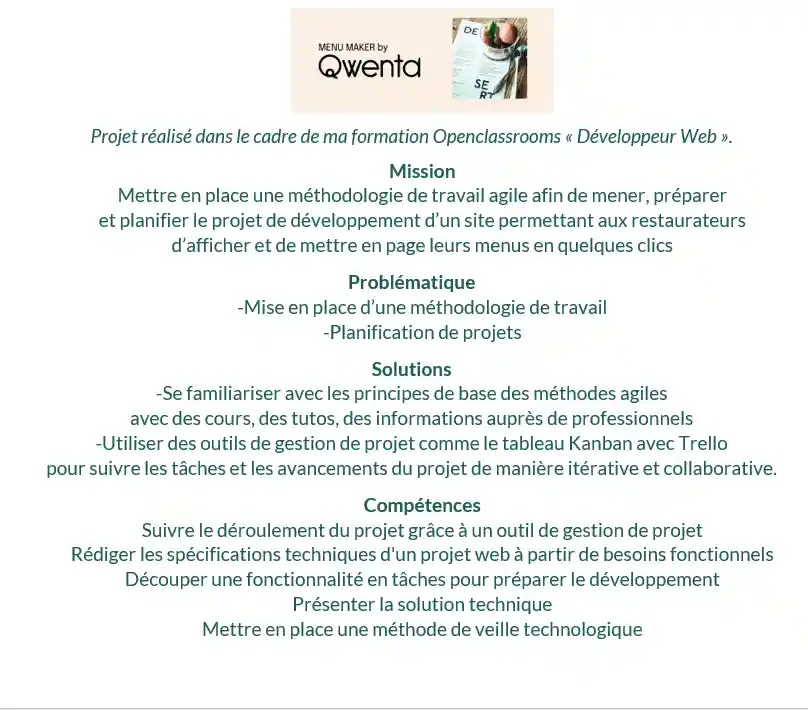 MENU MAKER by
Qwenta
DE
SE
RT
Projet réalisé dans le cadre de ma formation Openclassrooms « Développeur Web ».
Mission
Mettre en place une méthodologie de travail agile afin de mener, préparer
et planifier le projet de développement d’un site permettant aux restaurateurs
d’afficher et de mettre en page leurs menus en quelques clics
Problématique
-Mise en place d’une méthodologie de travail
-Planification de projets
Solutions
-Se familiariser avec les principes de base des méthodes agiles
avec des cours, des tutos, des informations auprès de professionnels
-Utiliser des outils de gestion de projet comme le tableau Kanban avec Trello
pour suivre les tâches et les avancements du projet de manière itérative et collaborative.
Compétences
Suivre le déroulement du projet grâce à un outil de gestion de projet
Rédiger les spécifications techniques d'un projet web à partir de besoins fonctionnels
Découper une fonctionnalité en tâches pour préparer le développement
Présenter la solution technique
Mettre en place une méthode de veille technologique